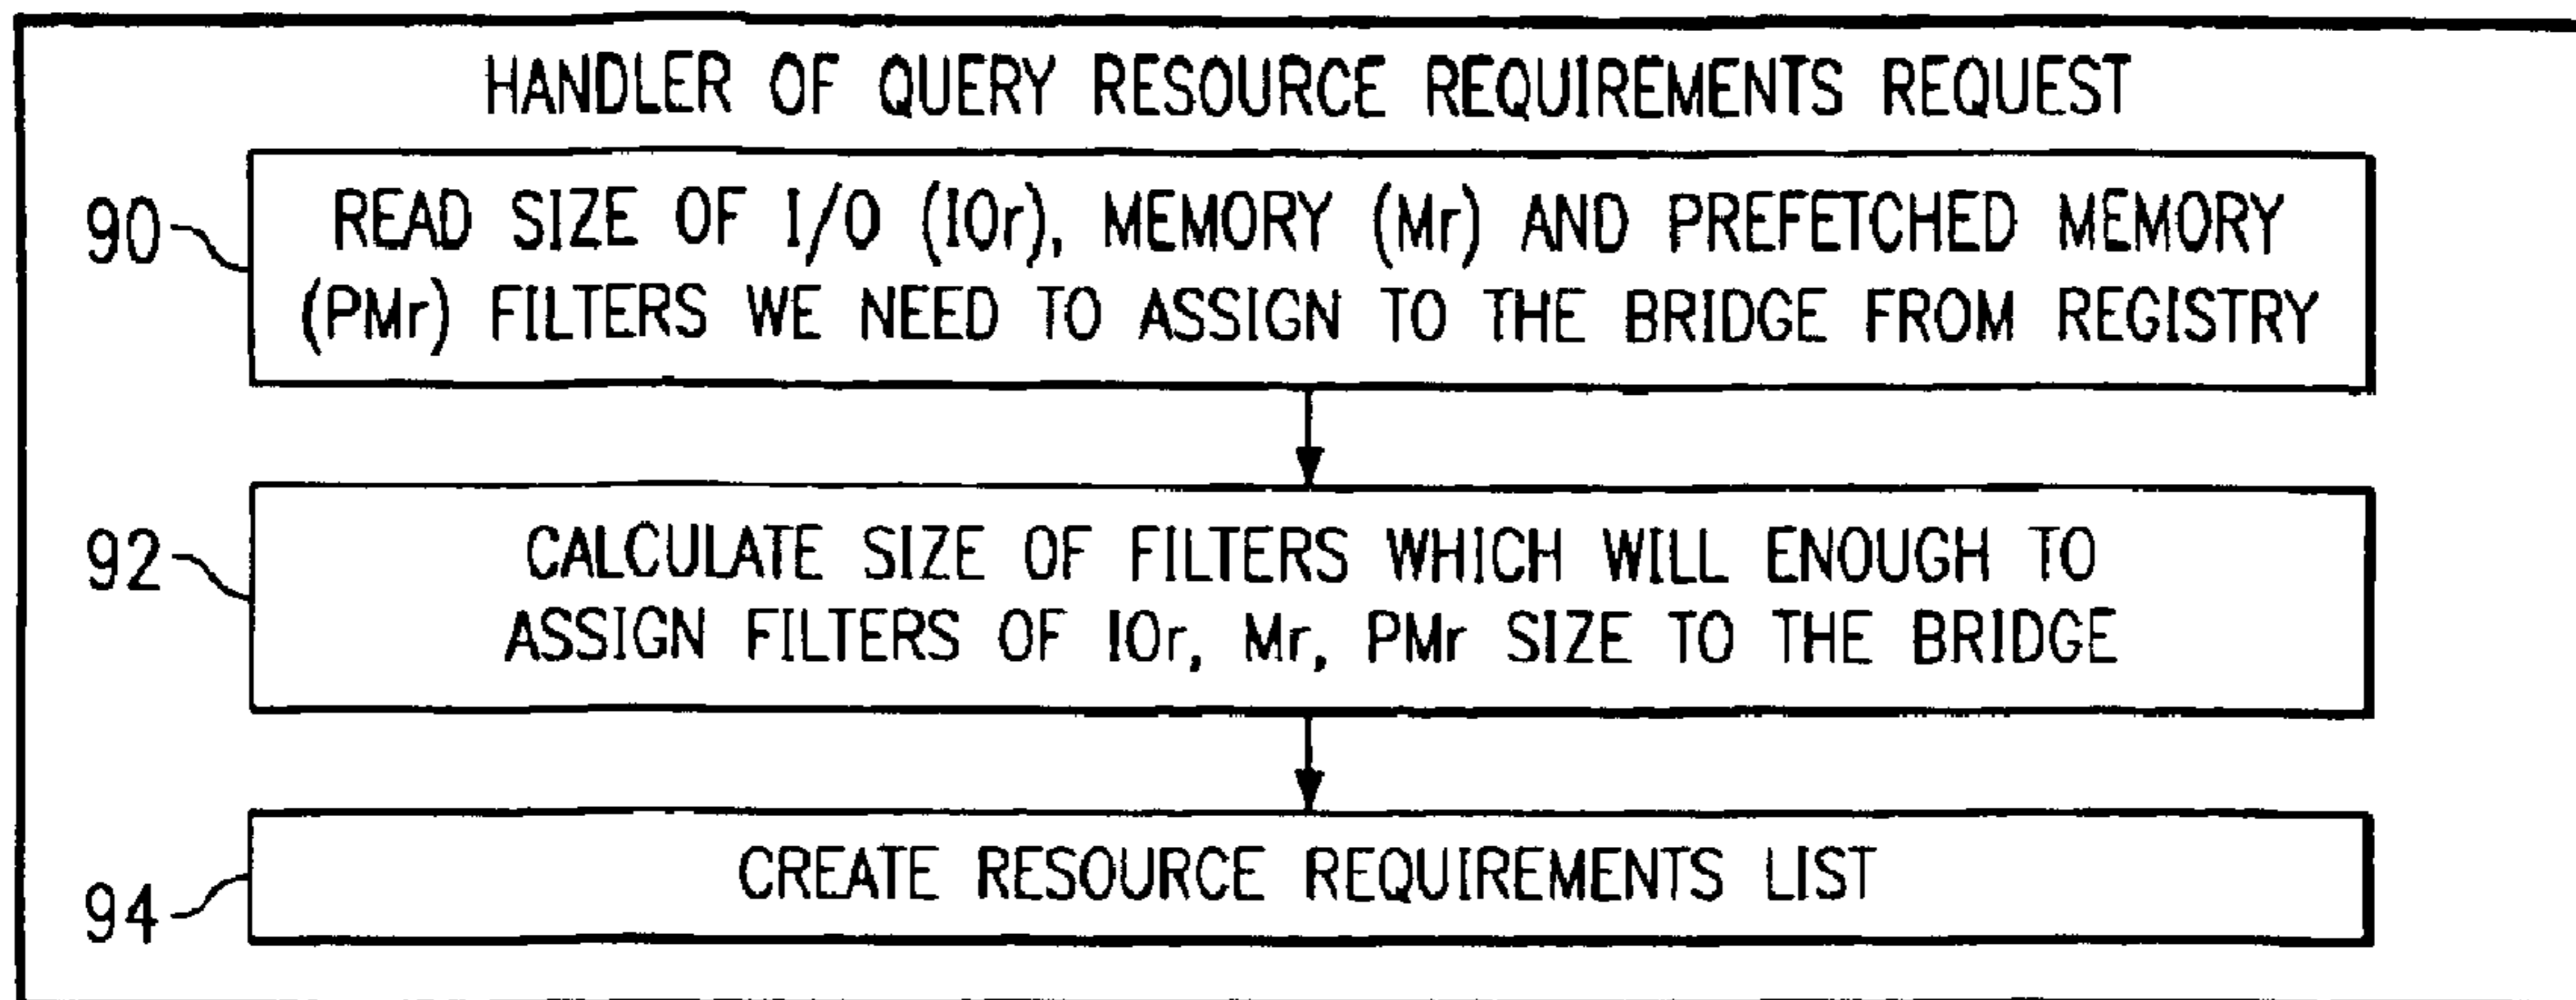 HANDLER OF QUERY RESOURCE REQUIREMENTS REQUEST
90
READ SIZE OF I/O (IOr), MEMORY (Mr) AND PREFETCHED MEMORY
(PMr) FILTERS WE NEED TO ASSIGN TO THE BRIDGE FROM REGISTRY
92
CALCULATE SIZE OF FILTERS WHICH WILL ENOUGH TO
ASSIGN FILTERS OF IOr, Mr, PMr SIZE TO THE BRIDGE
94
CREATE RESOURCE REQUIREMENTS LIST